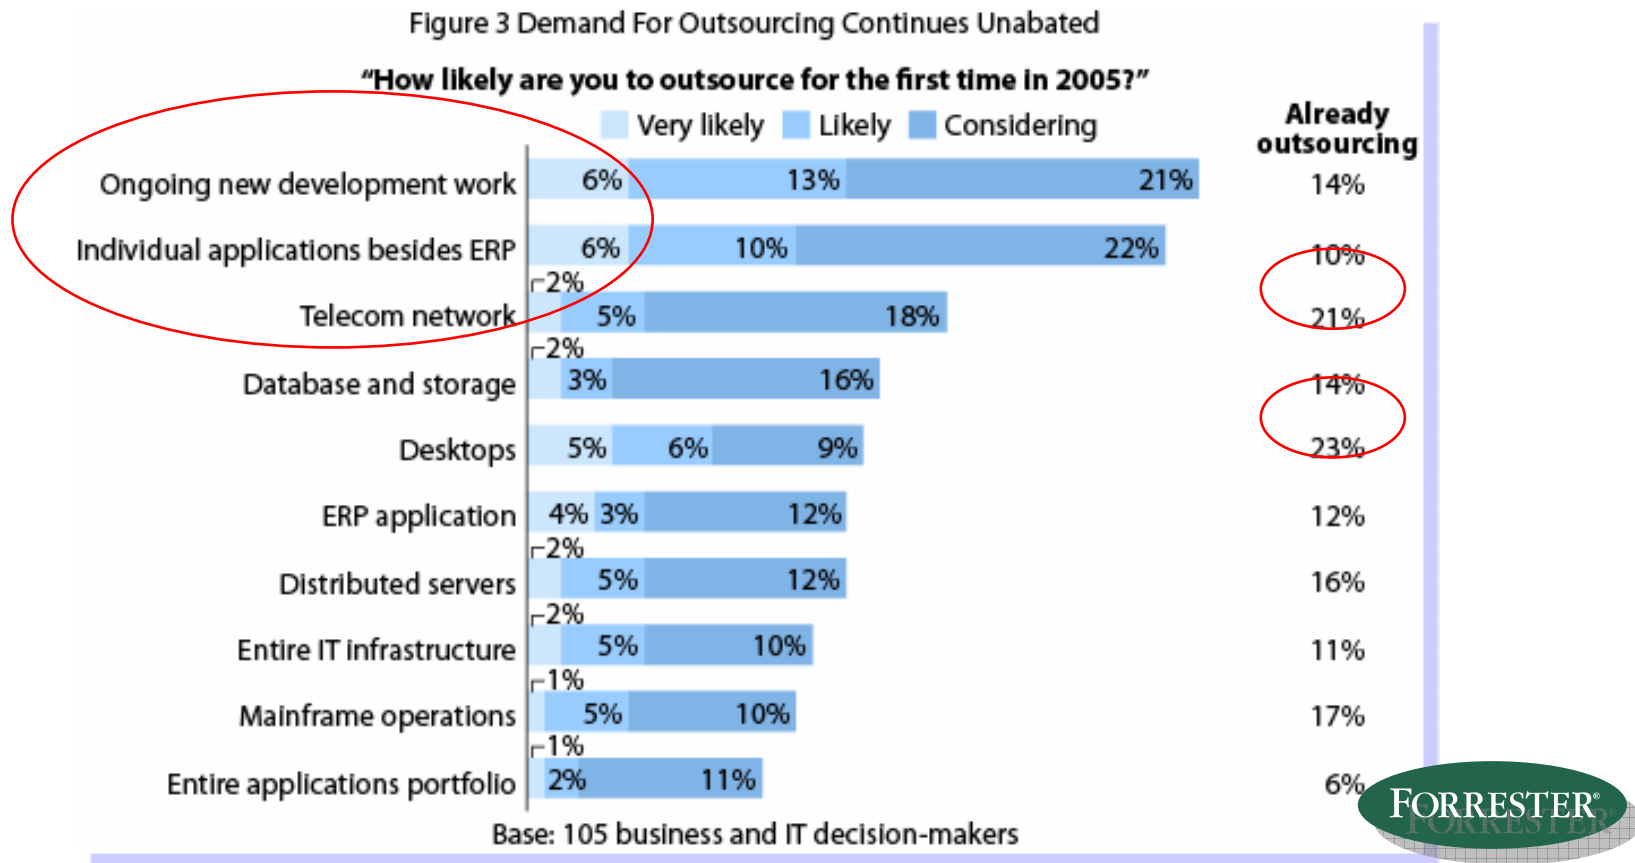 Figure 3 Demand For Outsourcing Continues Unabated
“How likely are you to outsource for the first time in 2005?”
Very likely Likely Considering
Already
outsourcing
Ongoing new development work 6% 13% 21% 14%
Individual applications besides ERP 6% 10% 22% 10%
2%
Telecom network 5% 18% 21%
2%
Database and storage 3% 16% 14%
Desktops 5% 6% 9% 23%
ERP application 4% 3% 12% 12%
2%
Distributed servers 5% 12% 16%
2%
Entire IT infrastructure 5% 10% 11%
1%
Mainframe operations 5% 10% 17%
1%
Entire applications portfolio 2% 11% 6%
FORRESTER®
Base: 105 business and IT decision-makers